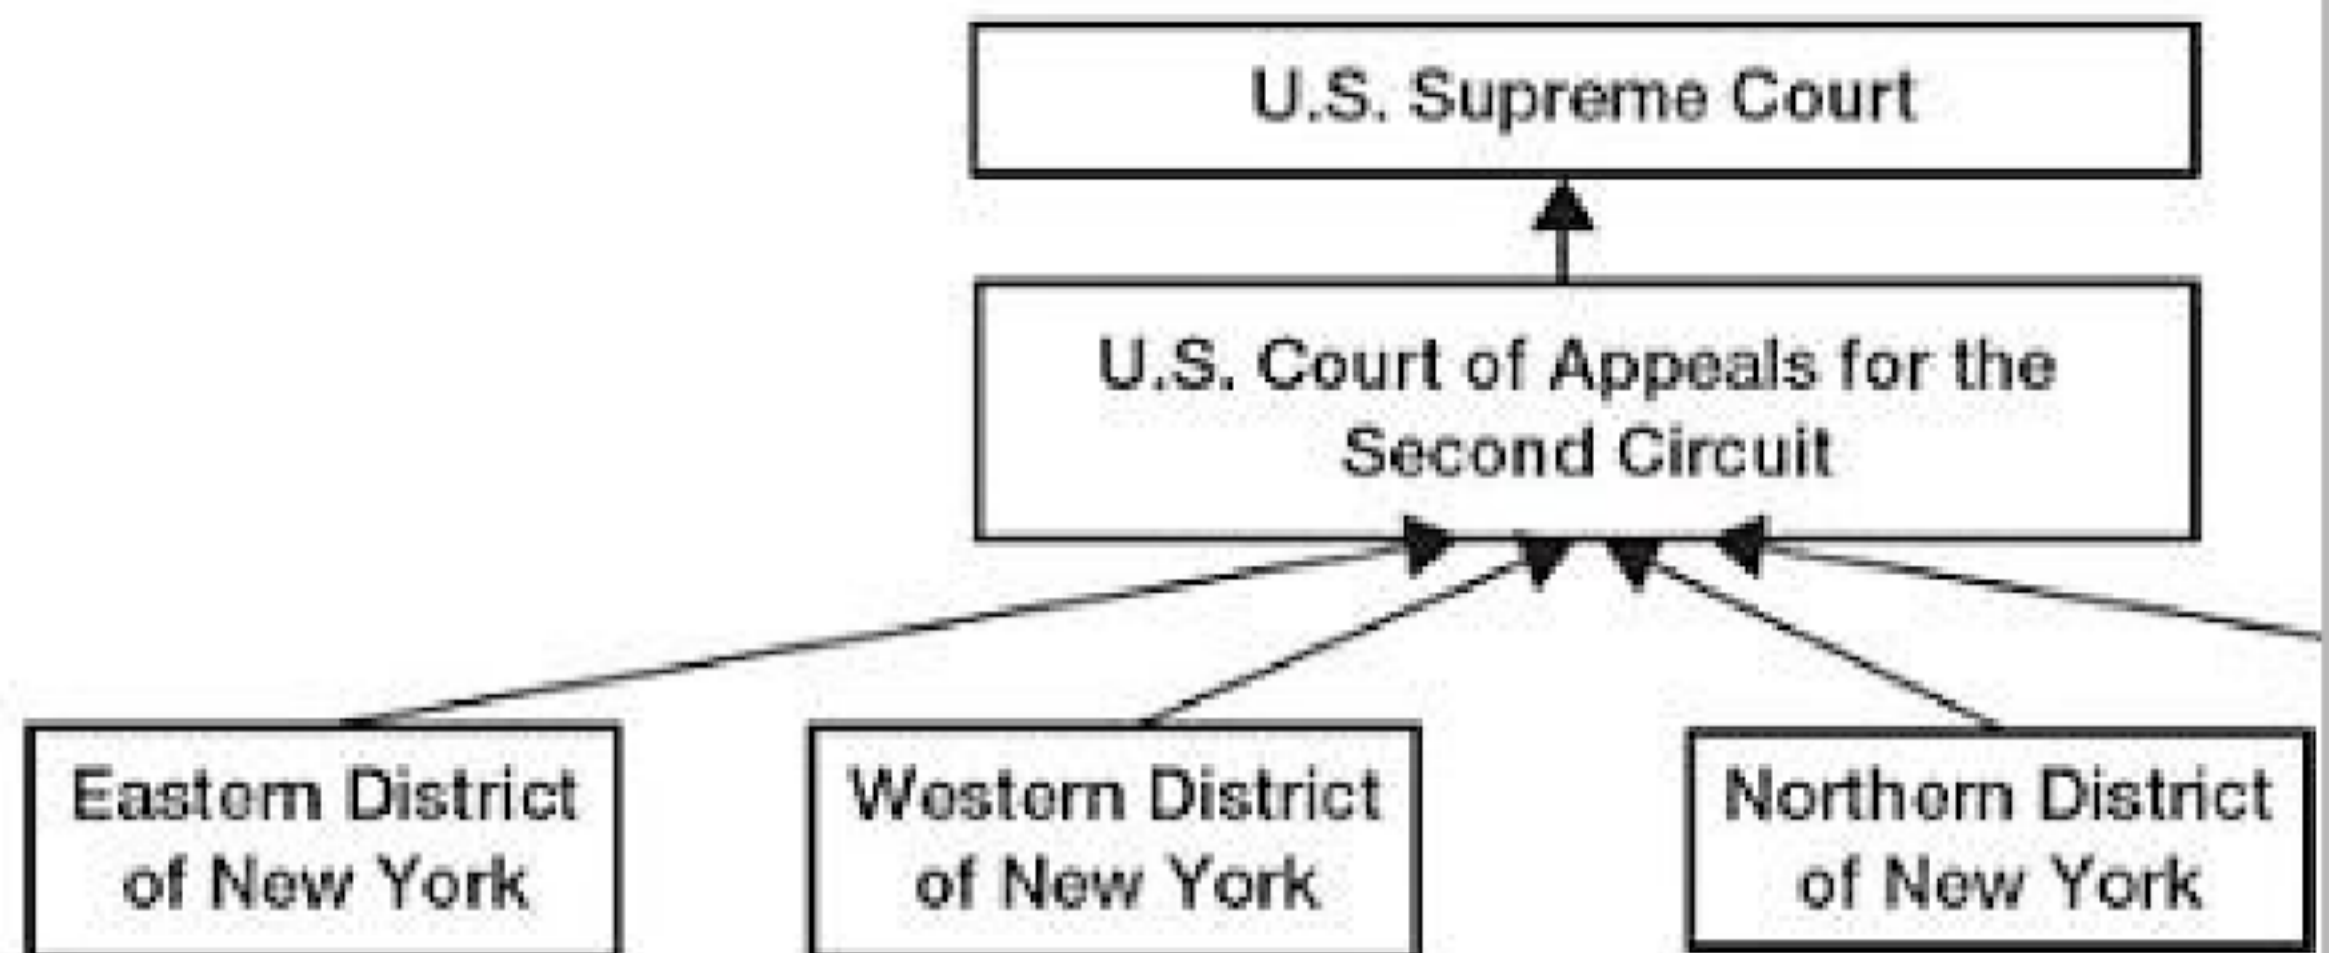 U.S. Supreme Court
U.S. Court of Appeals for the
Second Circuit
Eastern District
of New York
Western District
of New York
Northern District
of New York